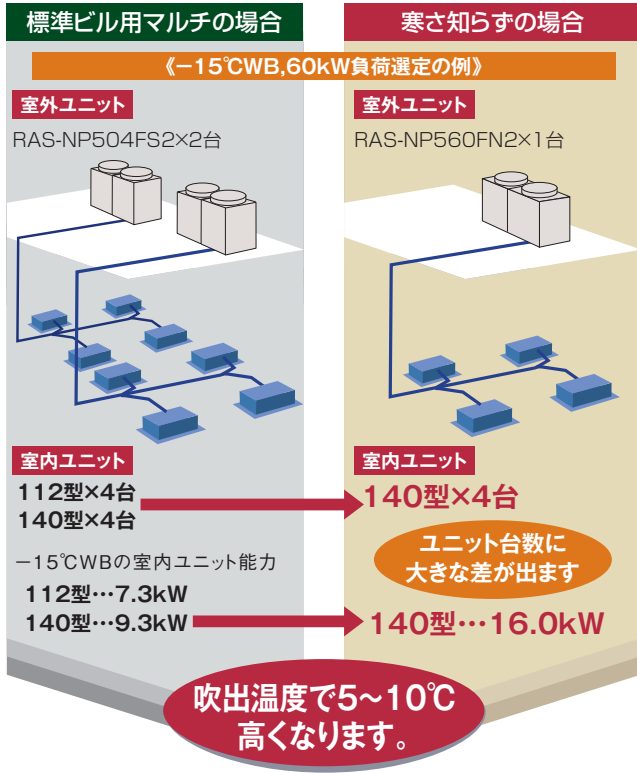 標準ビル用マルチの場合
寒さ知らずの場合
《−15℃WB,60kW負荷選定の例》
室外ユニット
RAS-NP504FS2×2台
室外ユニット
RAS-NP560FN2×1台
室内ユニット
112型×4台
140型×4台
室内ユニット
140型×4台
ユニット台数に
大きな差が出ます
−15℃WBの室内ユニット能力
112型…7.3kW
140型…9.3kW
140型…16.0kW
吹出温度で5〜10℃
高くなります。